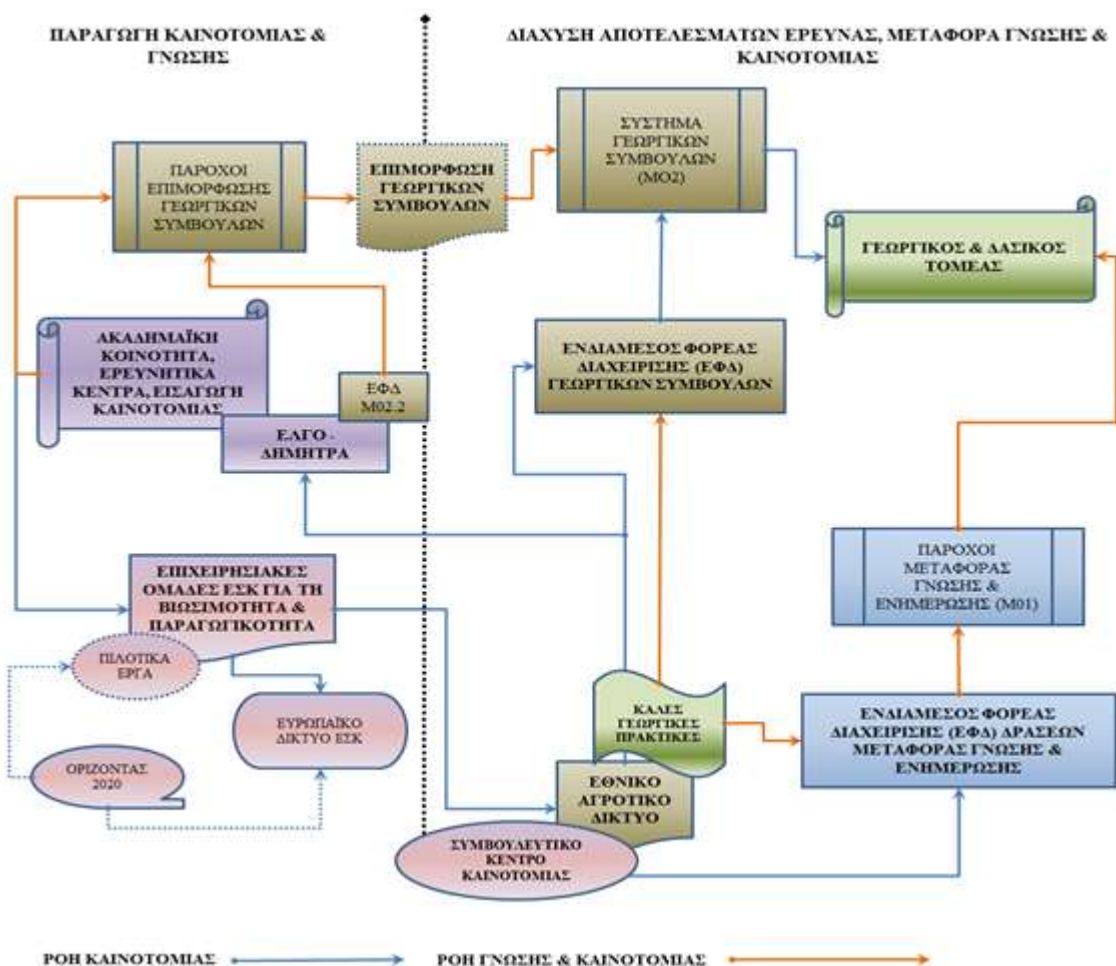 ΠΑΡΑΓΩΓΗ ΚΑΙΝΟΤΟΜΙΑΣ &
ΓΝΩΣΗΣ
ΔΙΑΧΥΣΗ ΑΠΟΤΕΛΕΣΜΑΤΩΝ ΕΡΕΥΝΑΣ, ΜΕΤΑΦΟΡΑ ΓΝΩΣΗΣ &
ΚΑΙΝΟΤΟΜΙΑΣ
ΠΑΡΟΧΟΙ
ΕΠΙΜΟΡΦΩΣΗΣ
ΓΕΩΡΓΙΚΩΝ
ΣΥΜΒΟΥΛΩΝ
ΕΠΙΜΟΡΦΩΣΗ
ΓΕΩΡΓΙΚΩΝ
ΣΥΜΒΟΥΛΩΝ
ΣΥΣΤΗΜΑ
ΓΕΩΡΓΙΚΩΝ
ΣΥΜΒΟΥΛΩΝ
(ΜΟ2)
ΓΕΩΡΓΙΚΟΣ & ΔΑΣΙΚΟΣ
ΤΟΜΕΑΣ
ΑΚΑΔΗΜΑΪΚΗ
ΚΟΙΝΟΤΗΤΑ,
ΕΡΕΥΝΗΤΙΚΑ
ΚΕΝΤΡΑ, ΕΙΣΑΓΩΓΗ
ΚΑΙΝΟΤΟΜΙΑΣ
ΕΦΔ
Μ02.2
ΕΛΓΟ -
ΔΗΜΗΤΡΑ
ΕΝΔΙΑΜΕΣΟΣ ΦΟΡΕΑΣ
ΔΙΑΧΕΙΡΙΣΗΣ (ΕΦΔ)
ΓΕΩΡΓΙΚΩΝ ΣΥΜΒΟΥΛΩΝ
ΠΑΡΟΧΟΙ
ΜΕΤΑΦΟΡΑΣ
ΓΝΩΣΗΣ &
ΕΝΗΜΕΡΩΣΗΣ (Μ01)
ΕΠΙΧΕΙΡΗΣΙΑΚΕΣ
ΟΜΑΔΕΣ ΕΣΚ ΓΙΑ ΤΗ
ΒΙΩΣΙΜΟΤΗΤΑ &
ΠΑΡΑΓΩΓΙΚΟΤΗΤΑ
ΠΙΛΟΤΙΚΑ
ΕΡΓΑ
ΕΥΡΩΠΑΪΚΟ
ΔΙΚΤΥΟ ΕΣΚ
ΟΡΙΖΟΝΤΑΣ
2020
ΚΑΛΕΣ
ΓΕΩΡΓΙΚΕΣ
ΠΡΑΚΤΙΚΕΣ
ΕΝΔΙΑΜΕΣΟΣ ΦΟΡΕΑΣ
ΔΙΑΧΕΙΡΙΣΗΣ (ΕΦΔ) ΔΡΑΣΕΩΝ
ΜΕΤΑΦΟΡΑΣ ΓΝΩΣΗΣ &
ΕΝΗΜΕΡΩΣΗΣ
ΕΘΝΙΚΟ
ΑΓΡΟΤΙΚΟ
ΔΙΚΤΥΟ
ΣΥΜΒΟΥΛΕΥΤΙΚΟ
ΚΕΝΤΡΟ
ΚΑΙΝΟΤΟΜΙΑΣ
ΡΟΗ ΚΑΙΝΟΤΟΜΙΑΣ
ΡΟΗ ΓΝΩΣΗΣ & ΚΑΙΝΟΤΟΜΙΑΣ